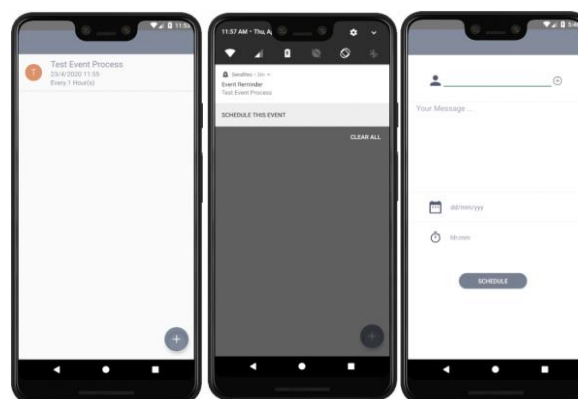 Test Event Process
23/4/2020 11:55
Every 1 Hour(s)
T
11:57 AM • Thu, A
Event Reminder
Test Event Process
SCHEDULE THIS EVENT
CLEAR ALL
Your Message ...
dd/mm/yyy
hh:mm
SCHEDULE